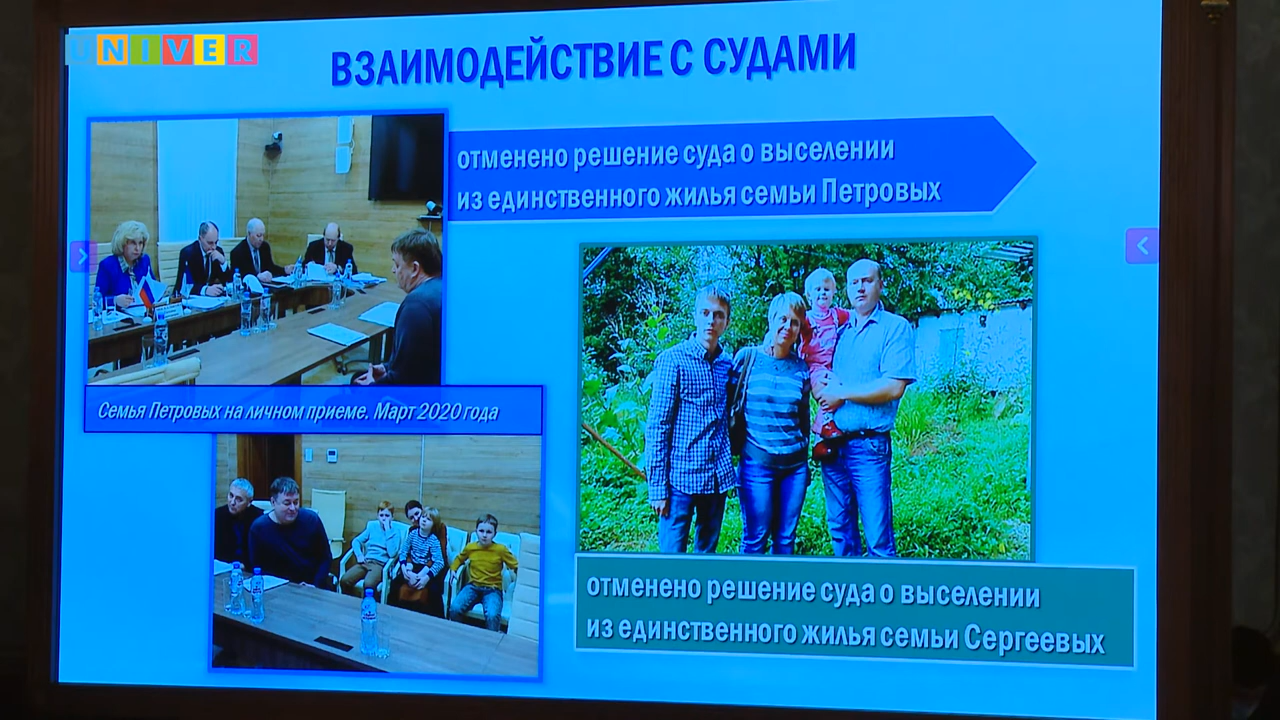 UNIVER
ВЗАИМОДЕЙСТВИЕ С СУДАМИ
отменено решение суда о выселении
из единственного жилья семьи Петровых
Семья Петровых на личном приеме. Март 2020 года
отменено решение суда о выселении
из единственного жилья семьи Сергеевых